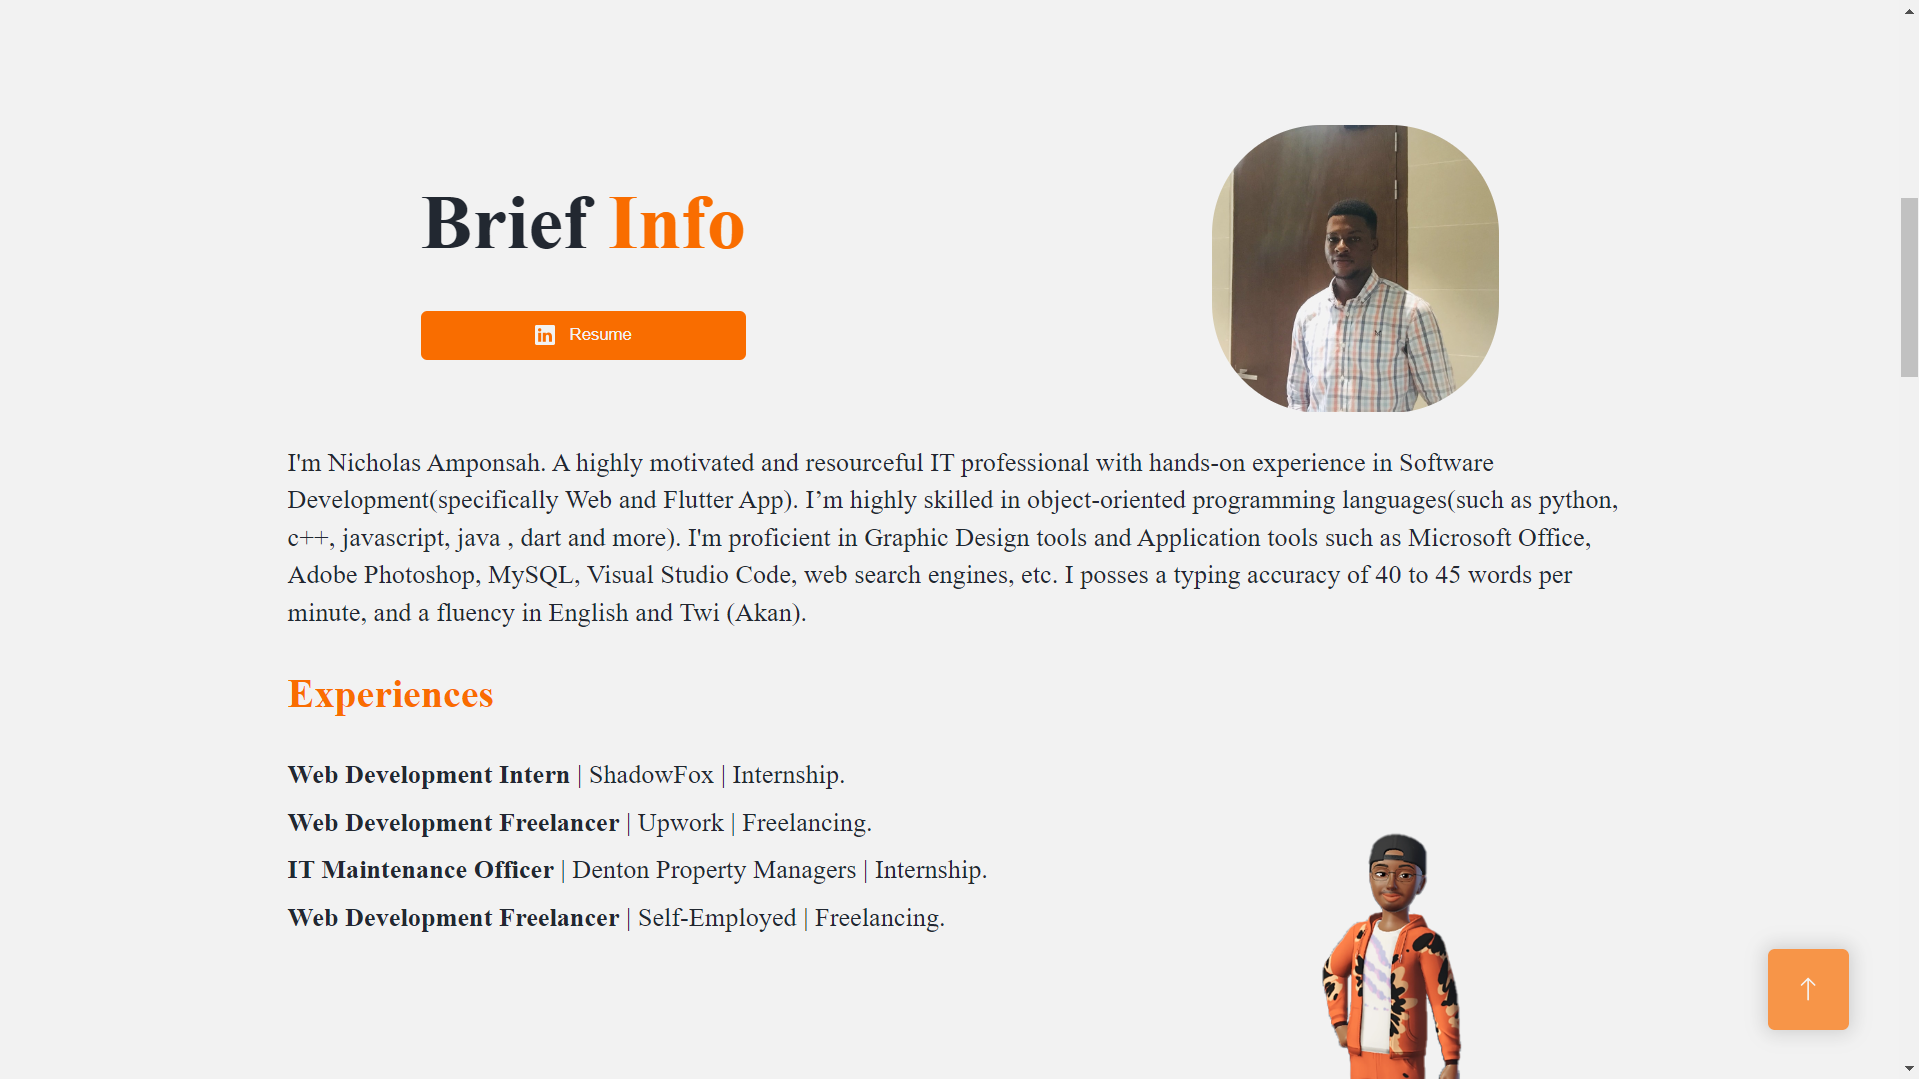 Brief Info
in Resume
I'm Nicholas Amponsah. A highly motivated and resourceful IT professional with hands-on experience in Software
Development(specifically Web and Flutter App). I’m highly skilled in object-oriented programming languages(such as python,
c++, javascript, java , dart and more). I'm proficient in Graphic Design tools and Application tools such as Microsoft Office,
Adobe Photoshop, MySQL, Visual Studio Code, web search engines, etc. I posses a typing accuracy of 40 to 45 words per
minute, and a fluency in English and Twi (Akan).
Experiences
Web Development Intern | ShadowFox | Internship.
Web Development Freelancer | Upwork | Freelancing.
IT Maintenance Officer | Denton Property Managers | Internship.
Web Development Freelancer | Self-Employed | Freelancing.